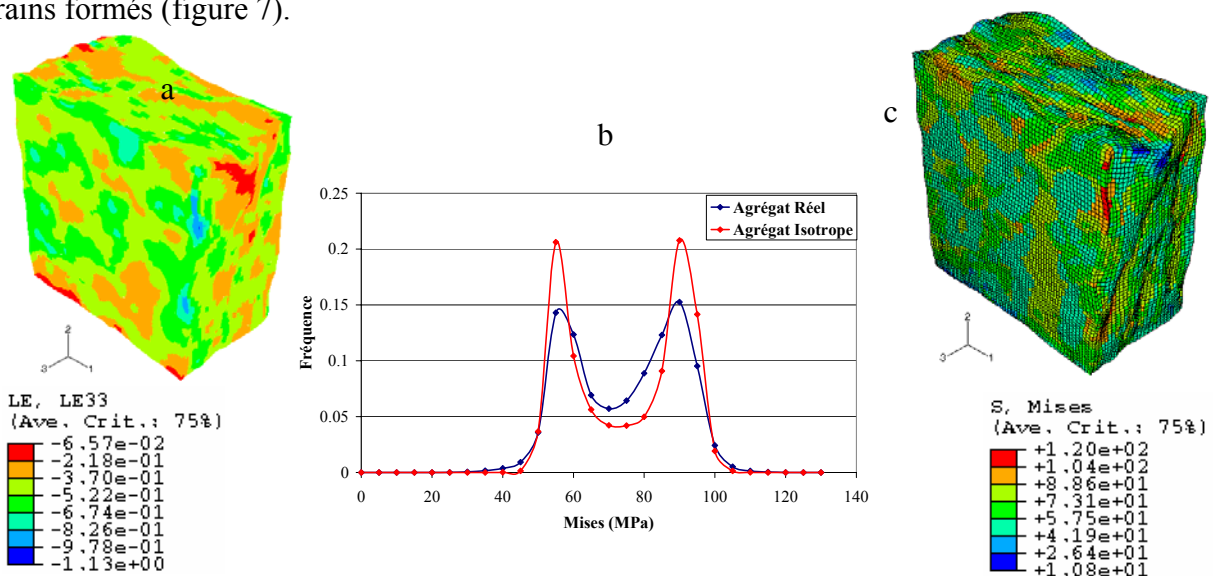 rains formés (figure 7).
a
b
c
0.25
0.2
0.15
0.1
0.05
0
Fréquence
Agrégat Réel
Agrégat Isotrope
0 20 40 60 80 100 120 140
Mises (MPa)
2
3
1
LE, LE33
(Ave. Crit.: 75%)
-6.57e-02
-2.18e-01
-3.70e-01
-5.22e-01
-6.74e-01
-8.26e-01
-9.78e-01
-1.13e+00
2
3
1
S, Mises
(Ave. Crit.: 75%)
+1.20e+02
+1.04e+02
+8.86e+01
+7.31e+01
+5.75e+01
+4.19e+01
+2.64e+01
+1.08e+01